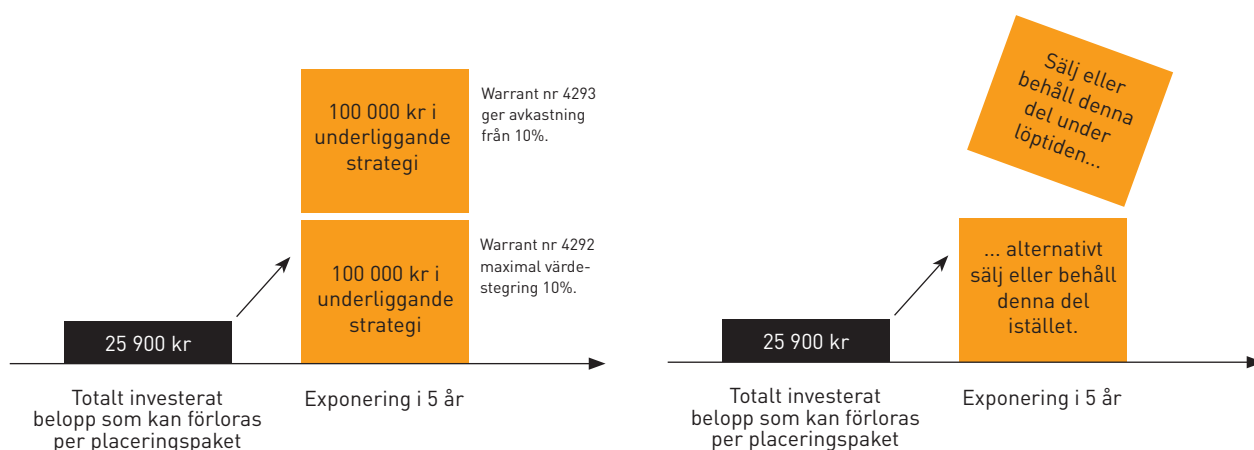 100 000 kr i
underliggande
strategi
Warrant nr 4293
ger avkastning
från 10%.
100 000 kr i
underliggande
strategi
Warrant nr 4292
maximal värde-
stegring 10%.
25 900 kr
Totalt investerat
belopp som kan förloras
per placeringspaket
Exponering i 5 år
Sälj eller
behåll denna
del under
löptiden...
... alternativt
sälj eller behåll
denna del
istället.
25 900 kr
Totalt investerat
belopp som kan förloras
per placeringspaket
Exponering i 5 år